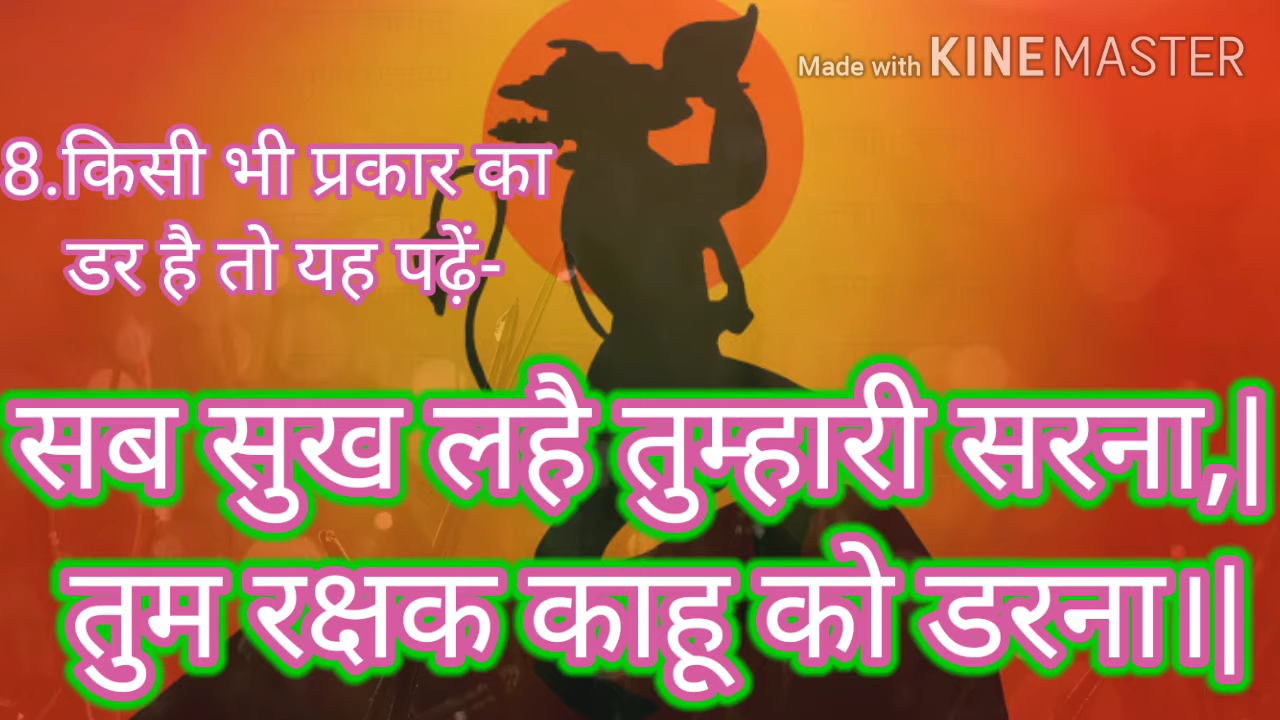 Made with KINEMASTER
8.किसी भी प्रकार का
डर है तो यह पढ़ें-
सब सुख लहै तुम्हारी सरना,|
तुम रक्षक काहू को डरना।|